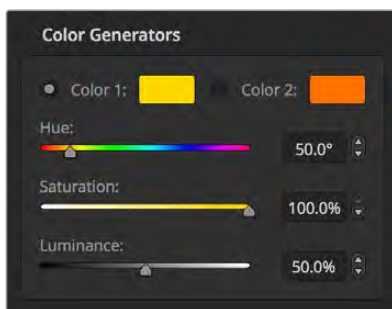 Color Generators
Color 1: Color 2:
Hue:
50.0°
Saturation:
100.0%
Luminance:
50.0%